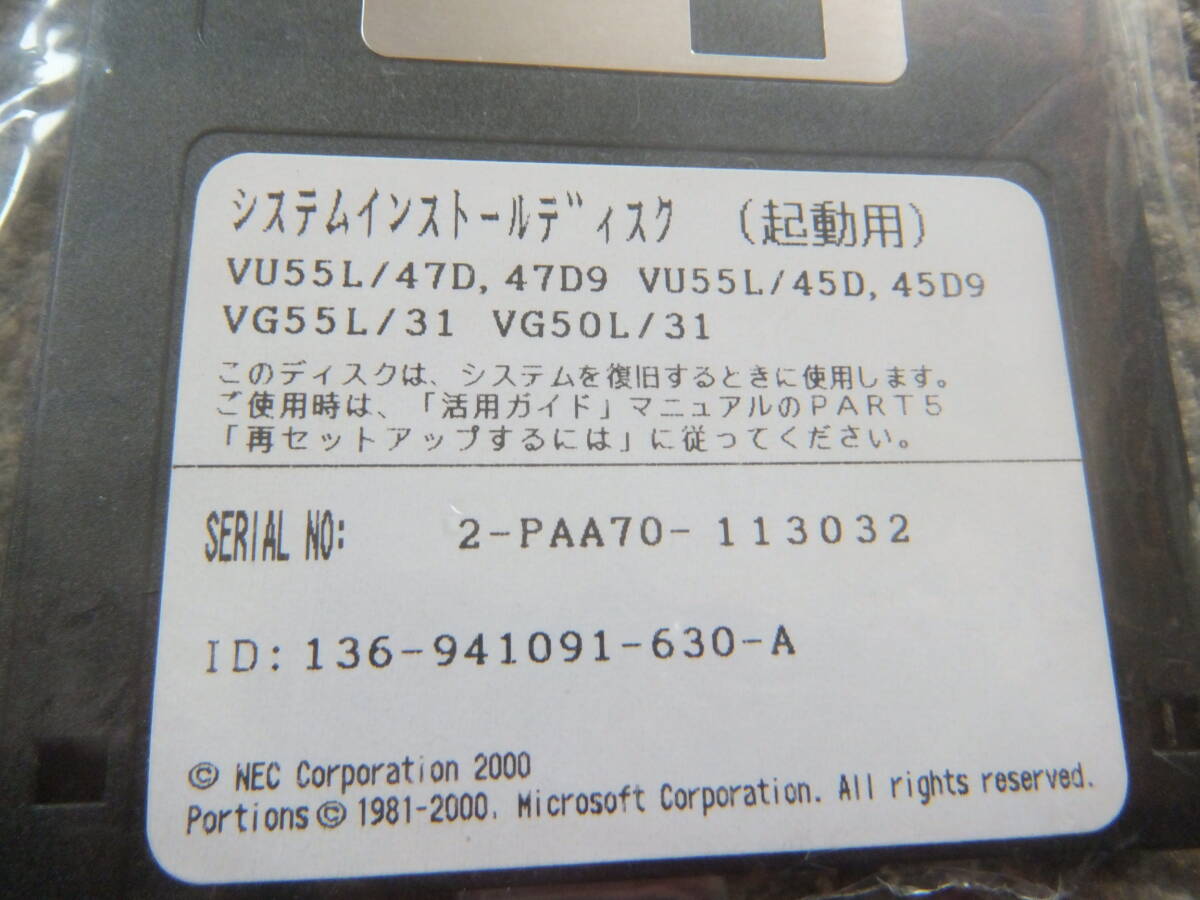 システムインストールディスク （起動用）
VU55L/47D, 47D9 VU55L/45D, 45D9
VG55L/31 VG50L/31
このディスクは、システムを復旧するときに使用します。
ご使用時は、「活用ガイド」マニュアルのPART5
「再セットアップするには」に従ってください。
SERIAL NO: 2-PAA70-113032
ID: 136-941091-630-A
© NEC Corporation 2000
Portions © 1981-2000. Microsoft Corporation. All rights reserved.